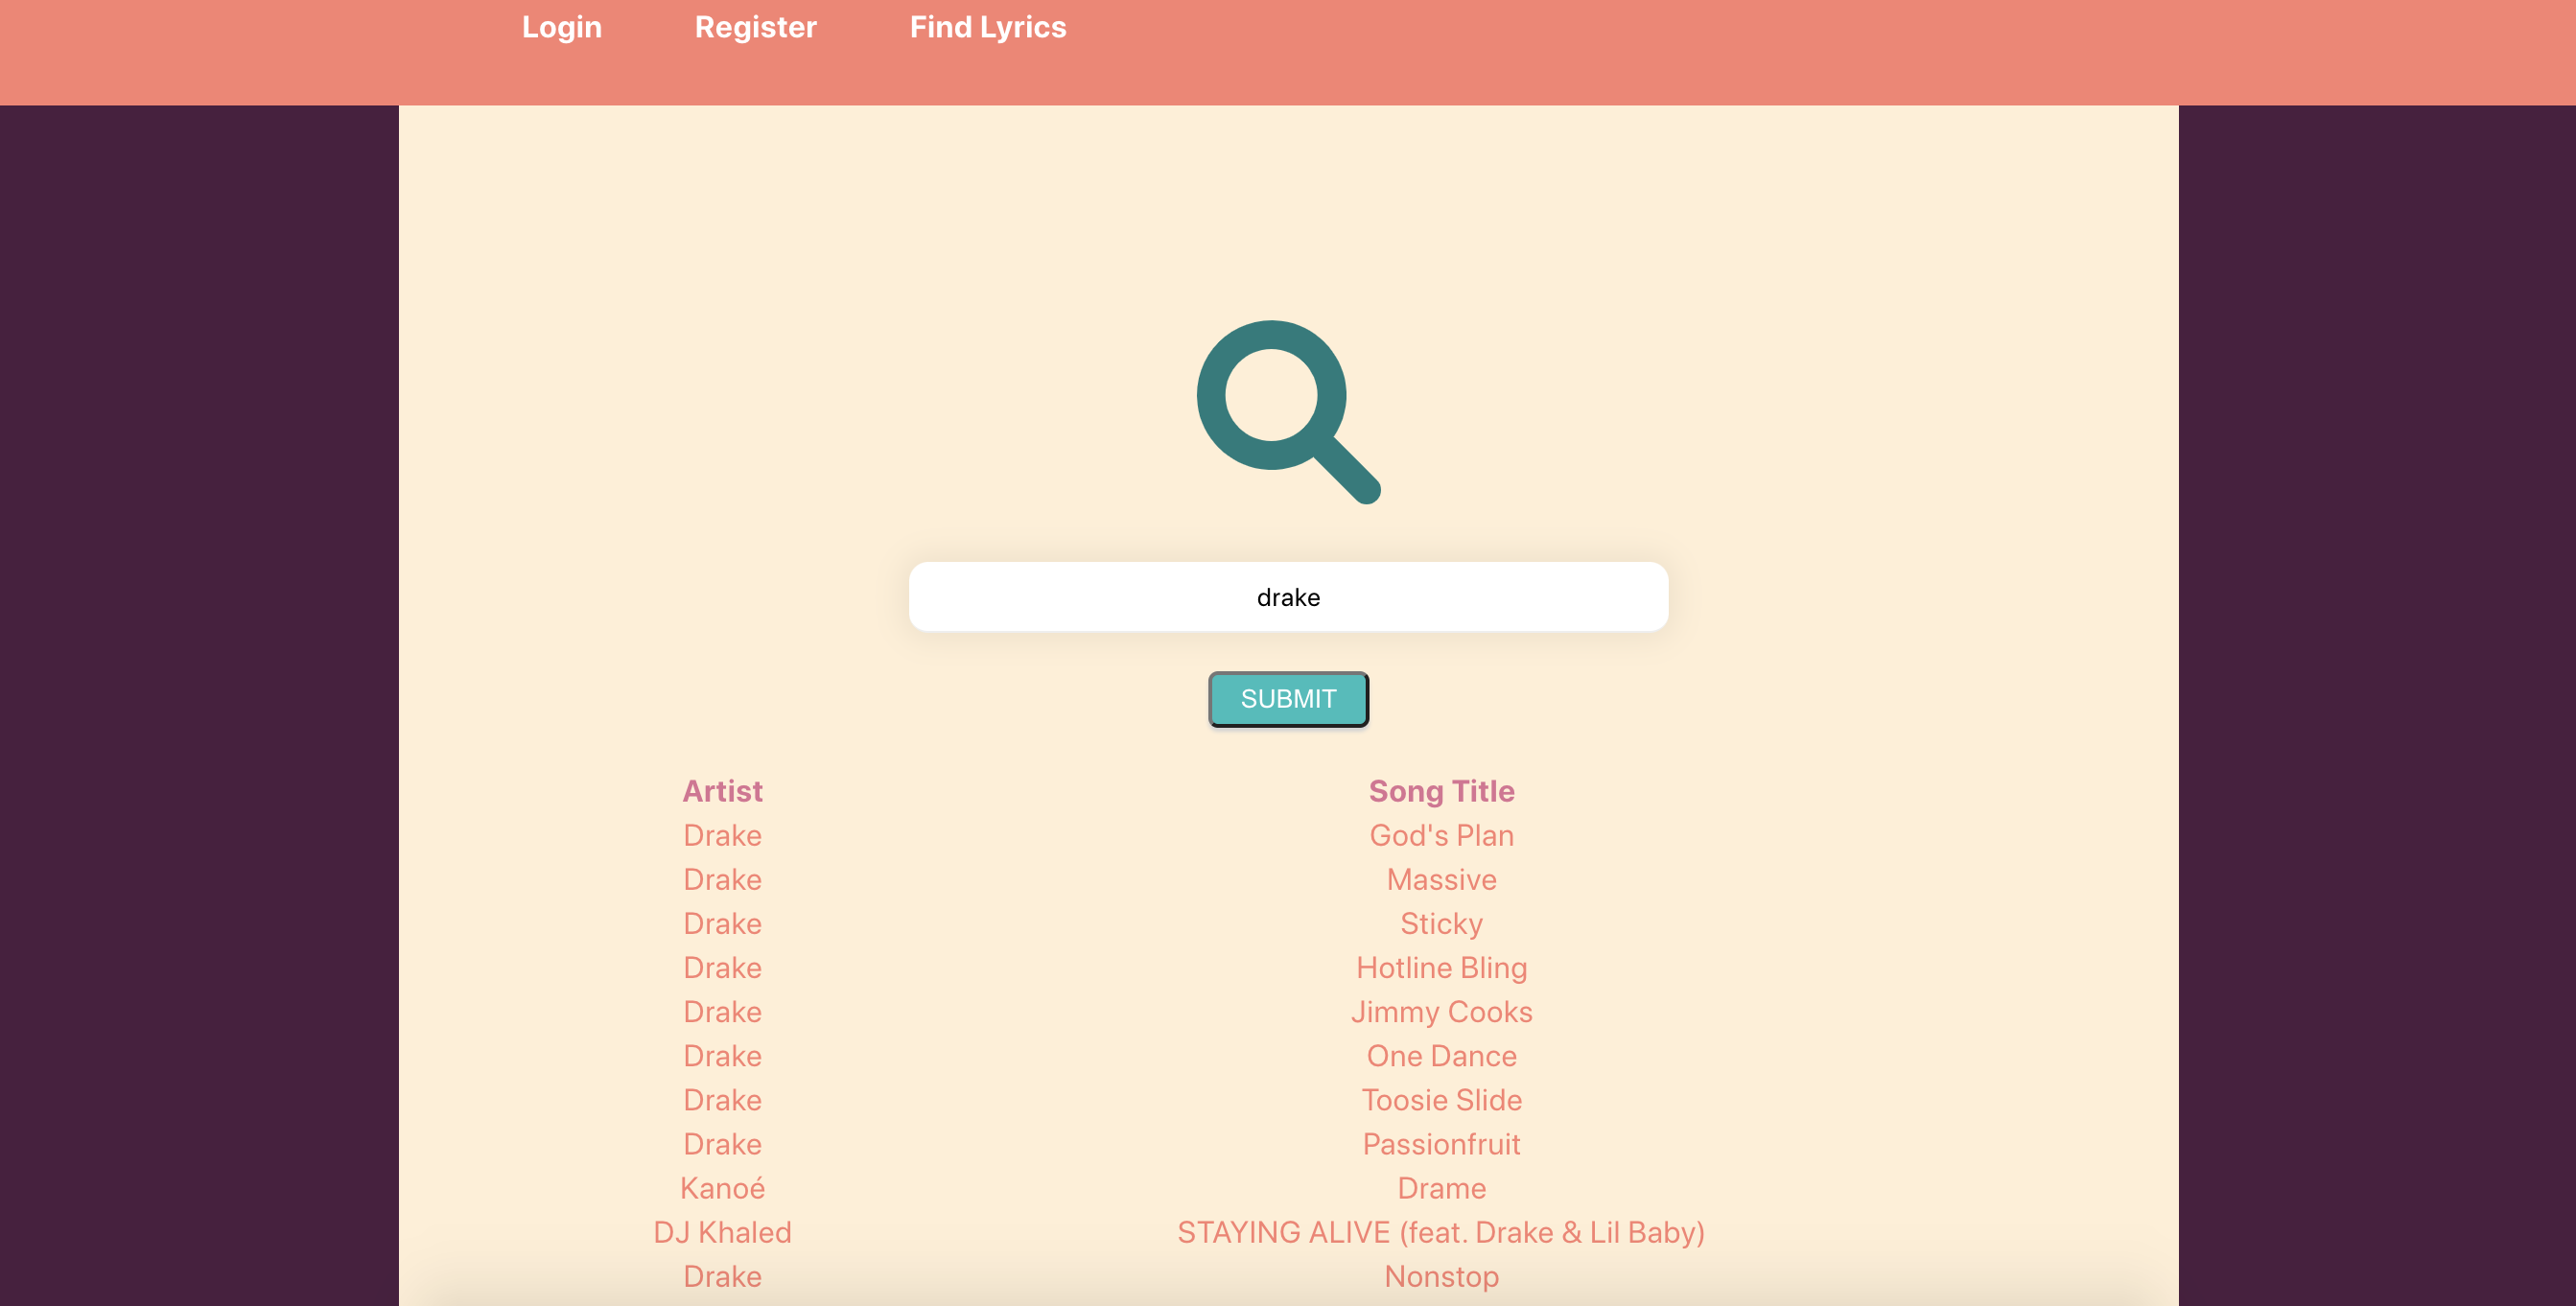 Login Register Find Lyrics
drake
SUBMIT
Artist Song Title
Drake God's Plan
Drake Massive
Drake Sticky
Drake Hotline Bling
Drake Jimmy Cooks
Drake One Dance
Drake Toosie Slide
Drake Passionfruit
Kanoé Drame
DJ Khaled STAYING ALIVE (feat. Drake & Lil Baby)
Drake Nonstop